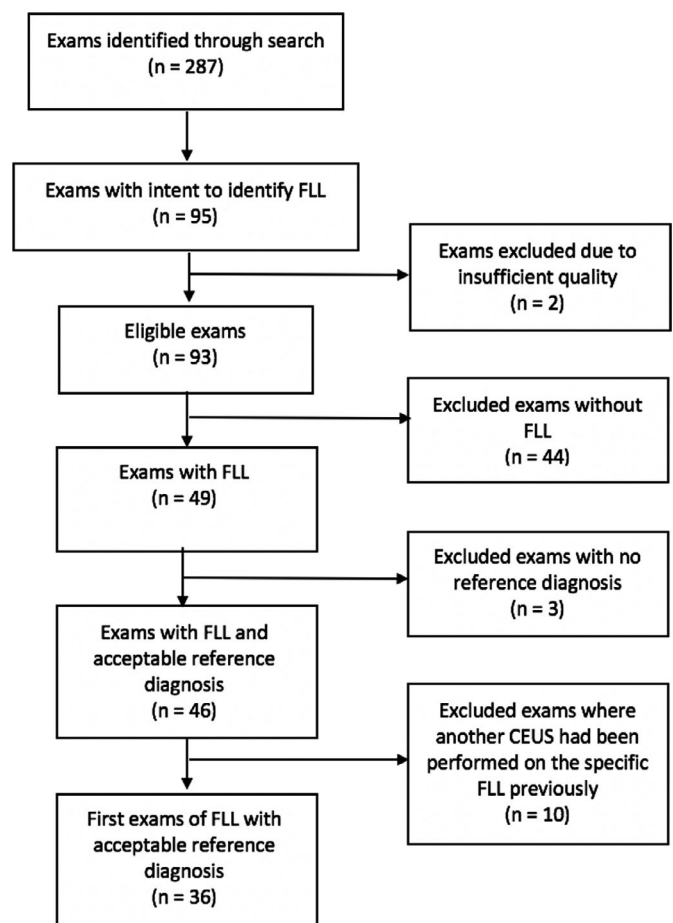 Exams identified through search
(n = 287)
Exams with intent to identify FLL
(n = 95)
Exams excluded due to
insufficient quality
(n = 2)
Eligible exams
(n = 93)
Excluded exams without
FLL
(n = 44)
Exams with FLL
(n = 49)
Excluded exams with no
reference diagnosis
(n = 3)
Exams with FLL and
acceptable reference
diagnosis
(n = 46)
Excluded exams where
another CEUS had been
performed on the specific
FLL previously
(n = 10)
First exams of FLL with
acceptable reference
diagnosis
(n = 36)